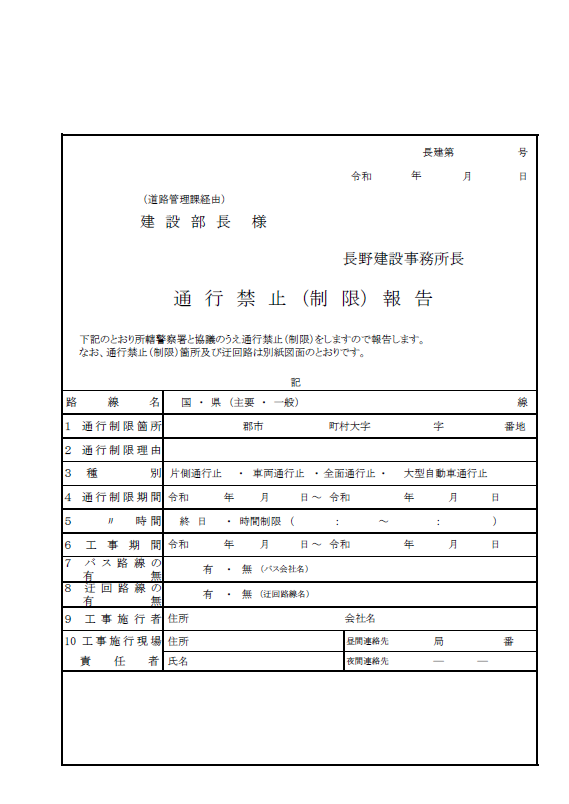 長建第　　　　　　号
令和　　　年　　　月　　　日
（道路管理課経由）
建 設 部 長　様
長野建設事務所長
通 行 禁 止（制 限）報 告
下記のとおり所轄警察署と協議のうえ通行禁止（制限）をしますので報告します。
なお、通行禁止（制限）箇所及び迂回路は別紙図面のとおりです。
記
路　線　名　国 ・ 県 （主要 ・ 一般）　　　　線
1 通行制限箇所　郡市　　町村大字　　字　　番地
2 通行制限理由
3 種　　別　片側通行止 ・ 車両通行止 ・ 全面通行止 ・ 大型自動車通行止
4 通行制限期間　令和　　年　　月　　日 ～ 令和　　年　　月　　日
5 〃 時間　終 日 ・ 時間制限 （　　：　　～　　：　　）
6 工 事 期 間　令和　　年　　月　　日 ～ 令和　　年　　月　　日
7 バ ス 路 線 の
有　　無　有 ・ 無 （バス会社名）
8 迂 回 路 線 の
有　　無　有 ・ 無 （迂回路線名）
9 工 事 施 行 者　住所　　会社名
10 工事施行現場　住所　　昼間連絡先　　局　　番
責　任　者　氏名　　夜間連絡先　　―　　―